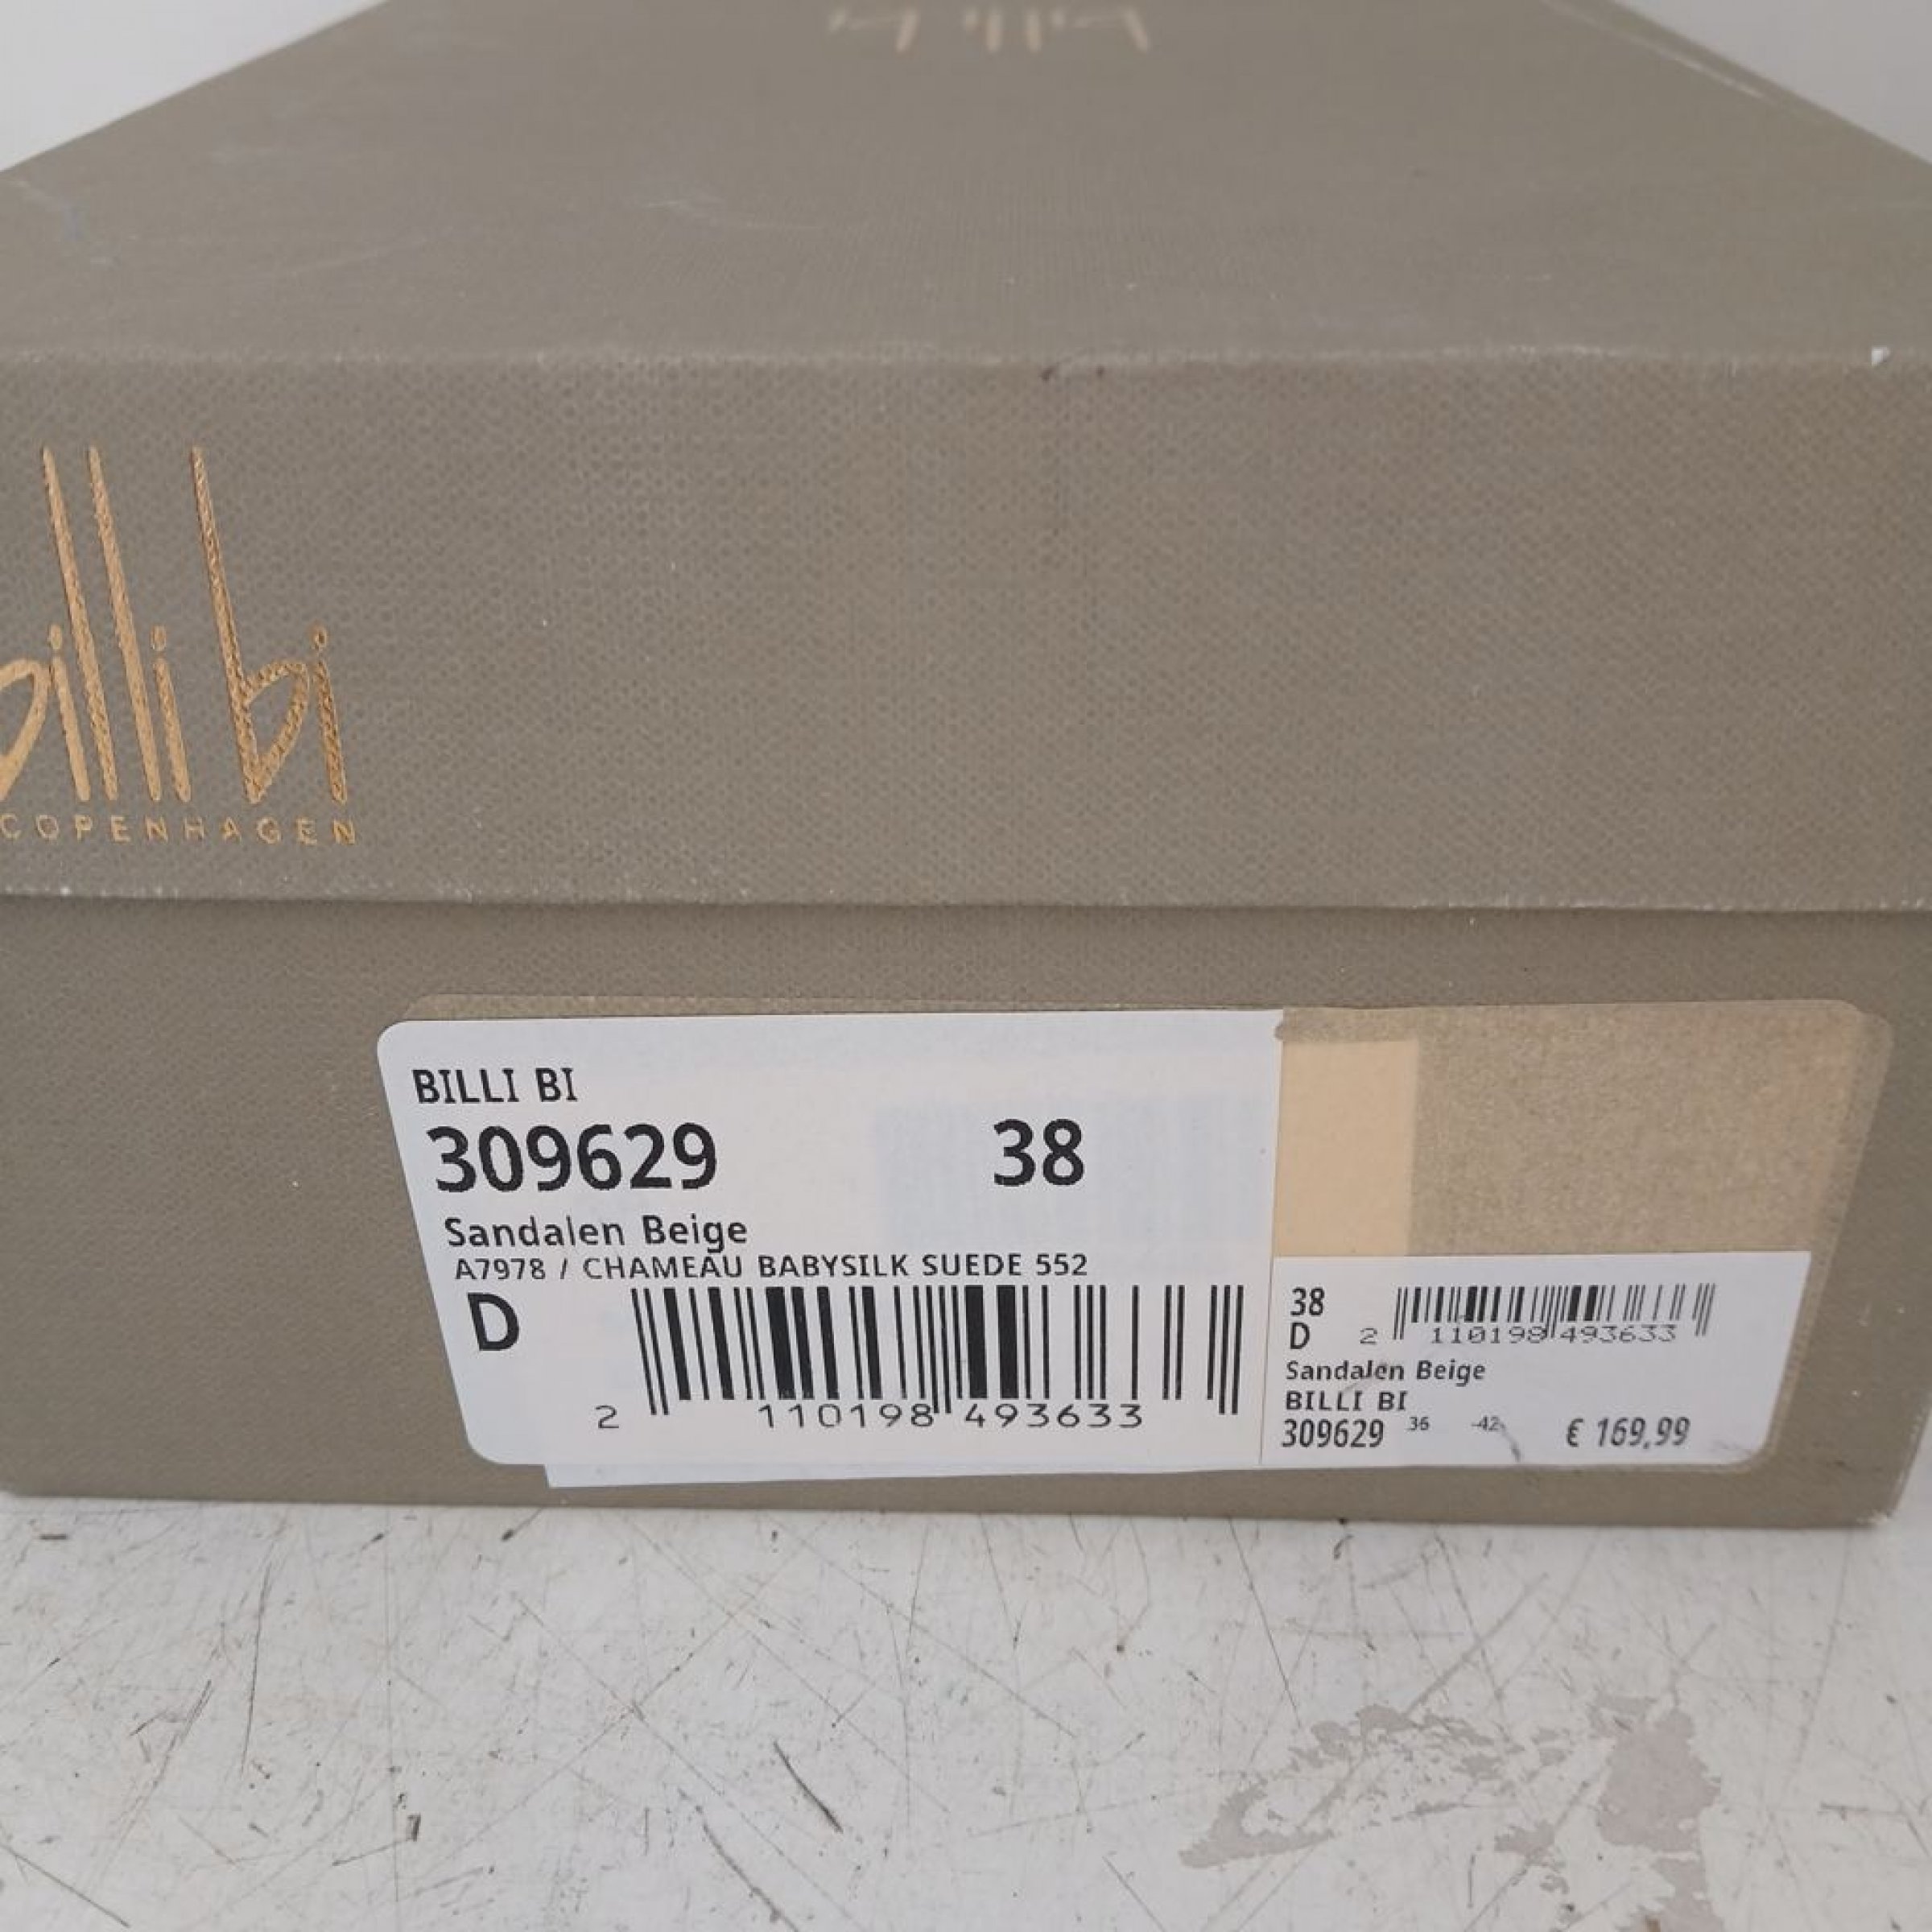 billi bi
COPENHAGEN
BILLI BI
309629 38
Sandalen Beige
A7978 / CHAMEAU BABYSILK SUEDE 552
D
2 110198 493633
38
D
2 110198 493633
Sandalen Beige
BILLI BI
309629 36 -42 € 169,99